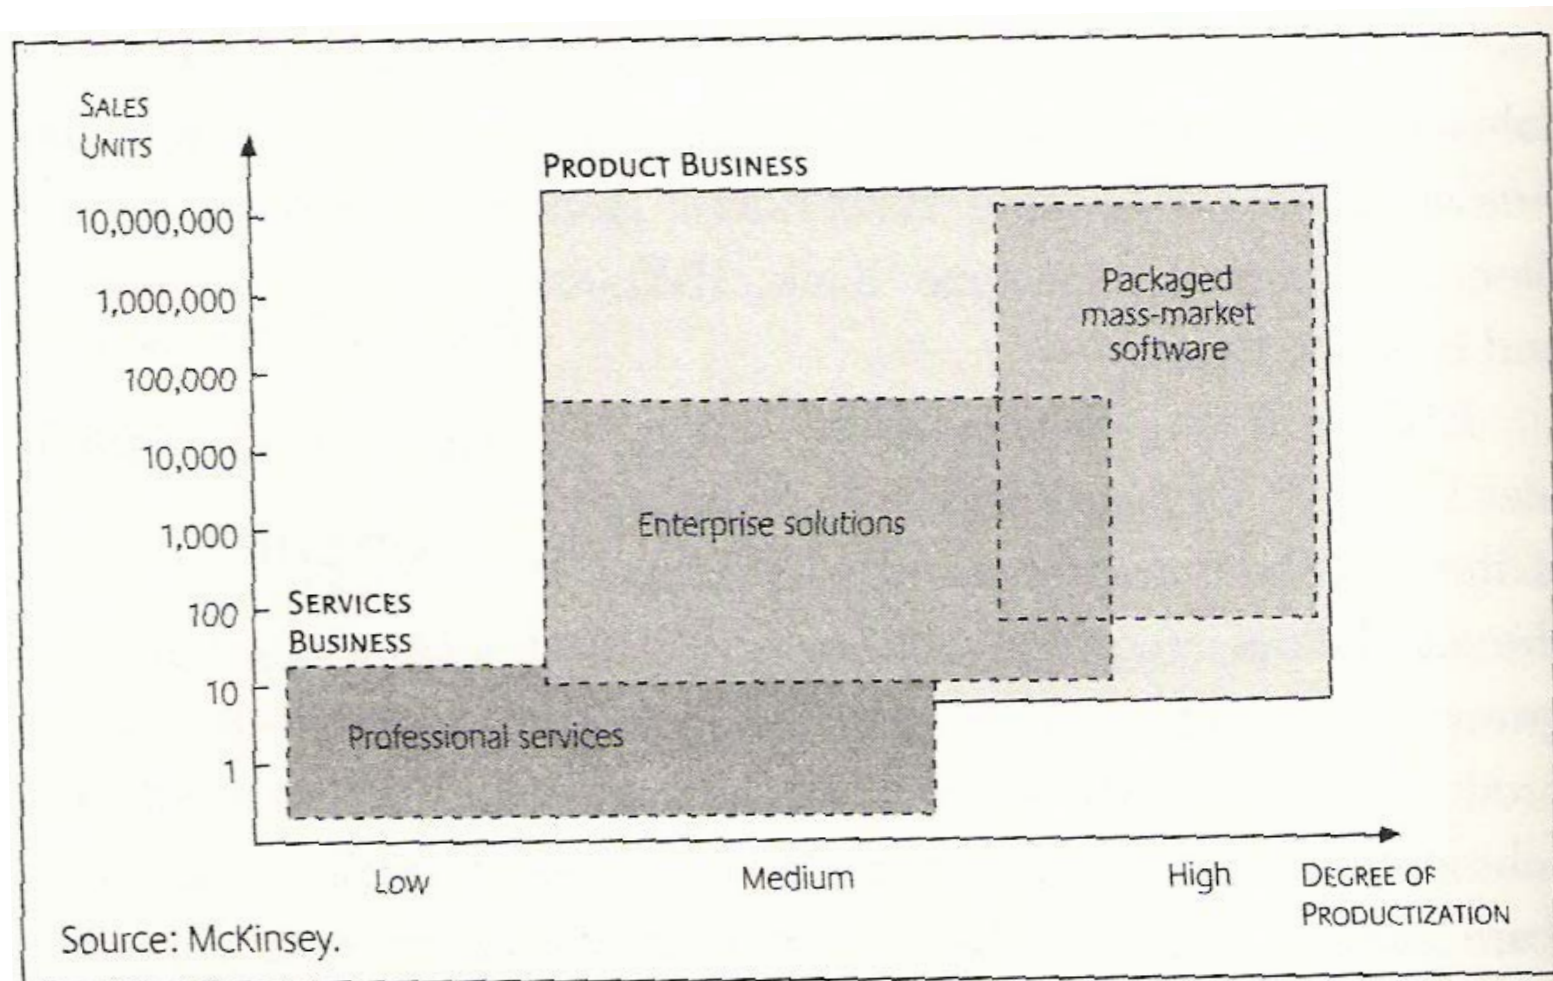 SALES
UNITS
PRODUCT BUSINESS
10,000,000
1,000,000
100,000
10,000
1,000
100
10
1
Packaged
mass-market
software
Enterprise solutions
SERVICES
BUSINESS
Professional services
Low
Medium
High
DEGREE OF
PRODUCTIZATION
Source: McKinsey.